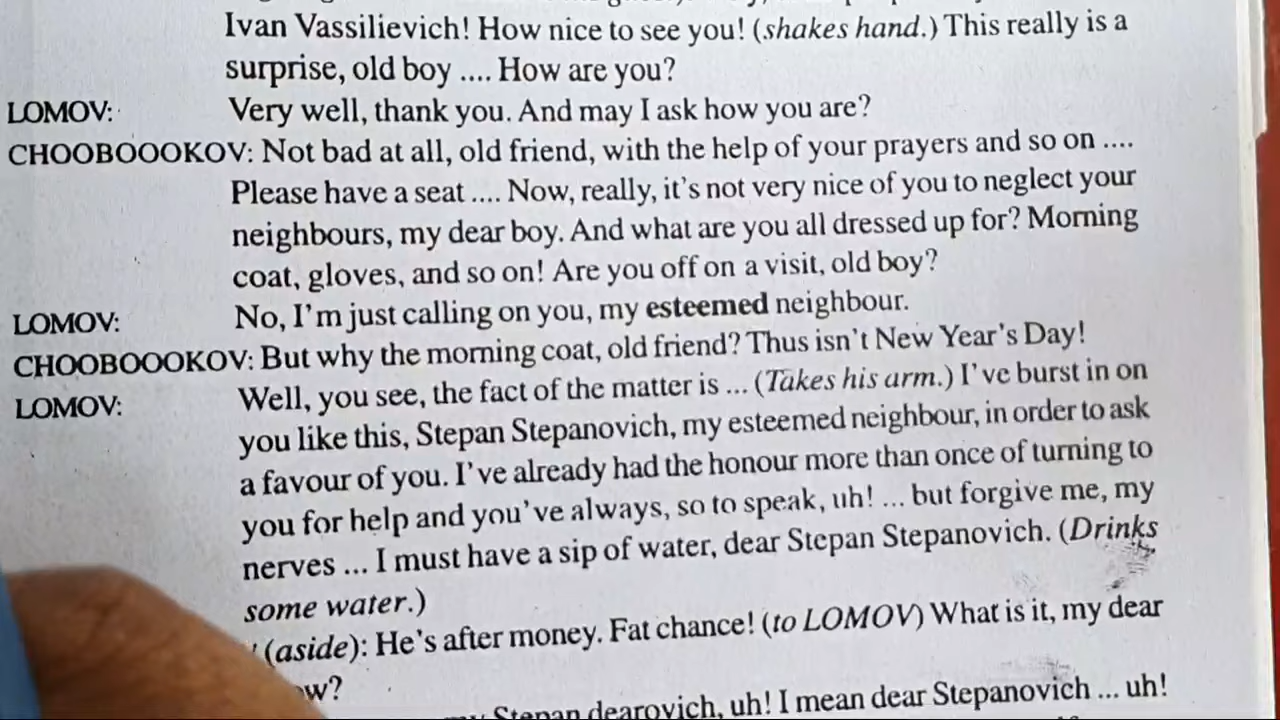 Ivan Vassilievich! How nice to see you! (shakes hand.) This really is a
surprise, old boy .... How are you?
LOMOV: Very well, thank you. And may I ask how you are?
CHOOBOOOKOV: Not bad at all, old friend, with the help of your prayers and so on ....
Please have a seat .... Now, really, it's not very nice of you to neglect your
neighbours, my dear boy. And what are you all dressed up for? Morning
coat, gloves, and so on! Are you off on a visit, old boy?
LOMOV: No, I'm just calling on you, my esteemed neighbour.
CHOOBOOOKOV: But why the morning coat, old friend? Thus isn't New Year's Day!
LOMOV: Well, you see, the fact of the matter is ... (Takes his arm.) I've burst in on
you like this, Stepan Stepanovich, my esteemed neighbour, in order to ask
a favour of you. I've already had the honour more than once of turning to
you for help and you've always, so to speak, uh! ... but forgive me, my
nerves ... I must have a sip of water, dear Stepan Stepanovich. (Drinks
some water.)
(aside): He's after money. Fat chance! (to LOMOV) What is it, my dear
Stepan dearovich, uh! I mean dear Stepanovich ... uh!